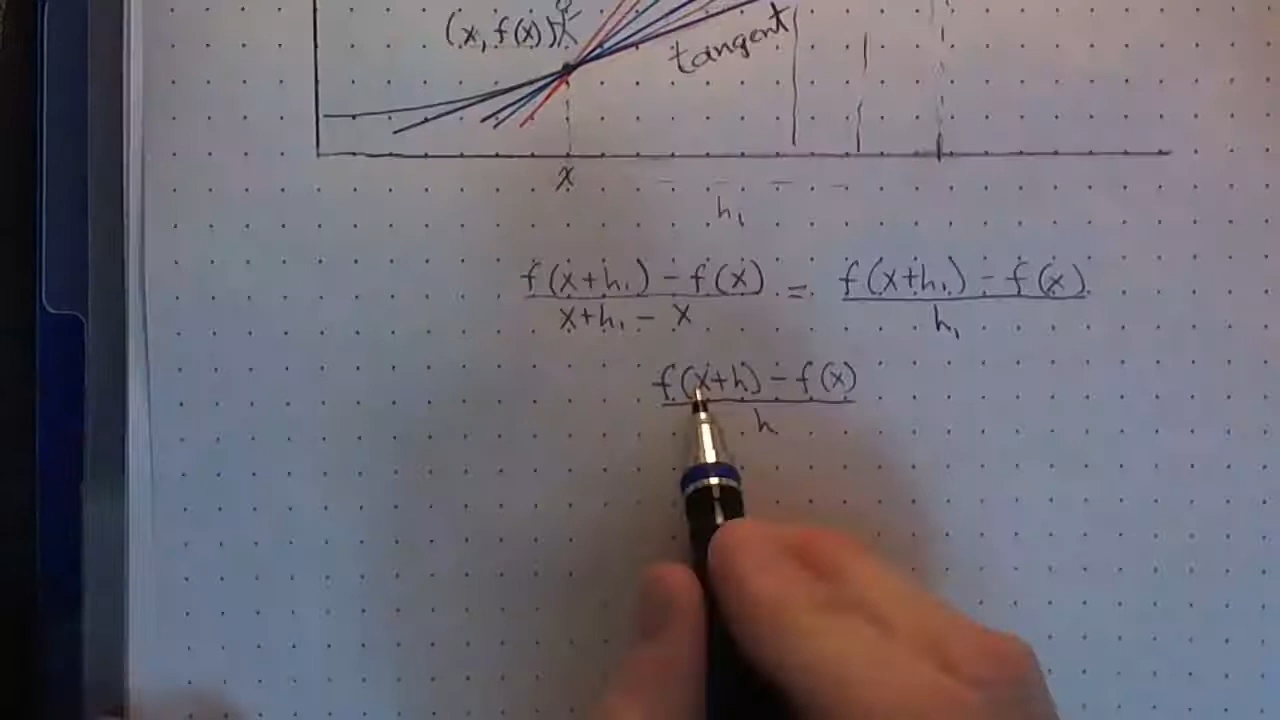 (x, f(x))
tangent
x
h₁
f(x+h₁) - f(x) / x+h₁ - x = f(x+h₁) - f(x) / h₁
f(x+h) - f(x) / h